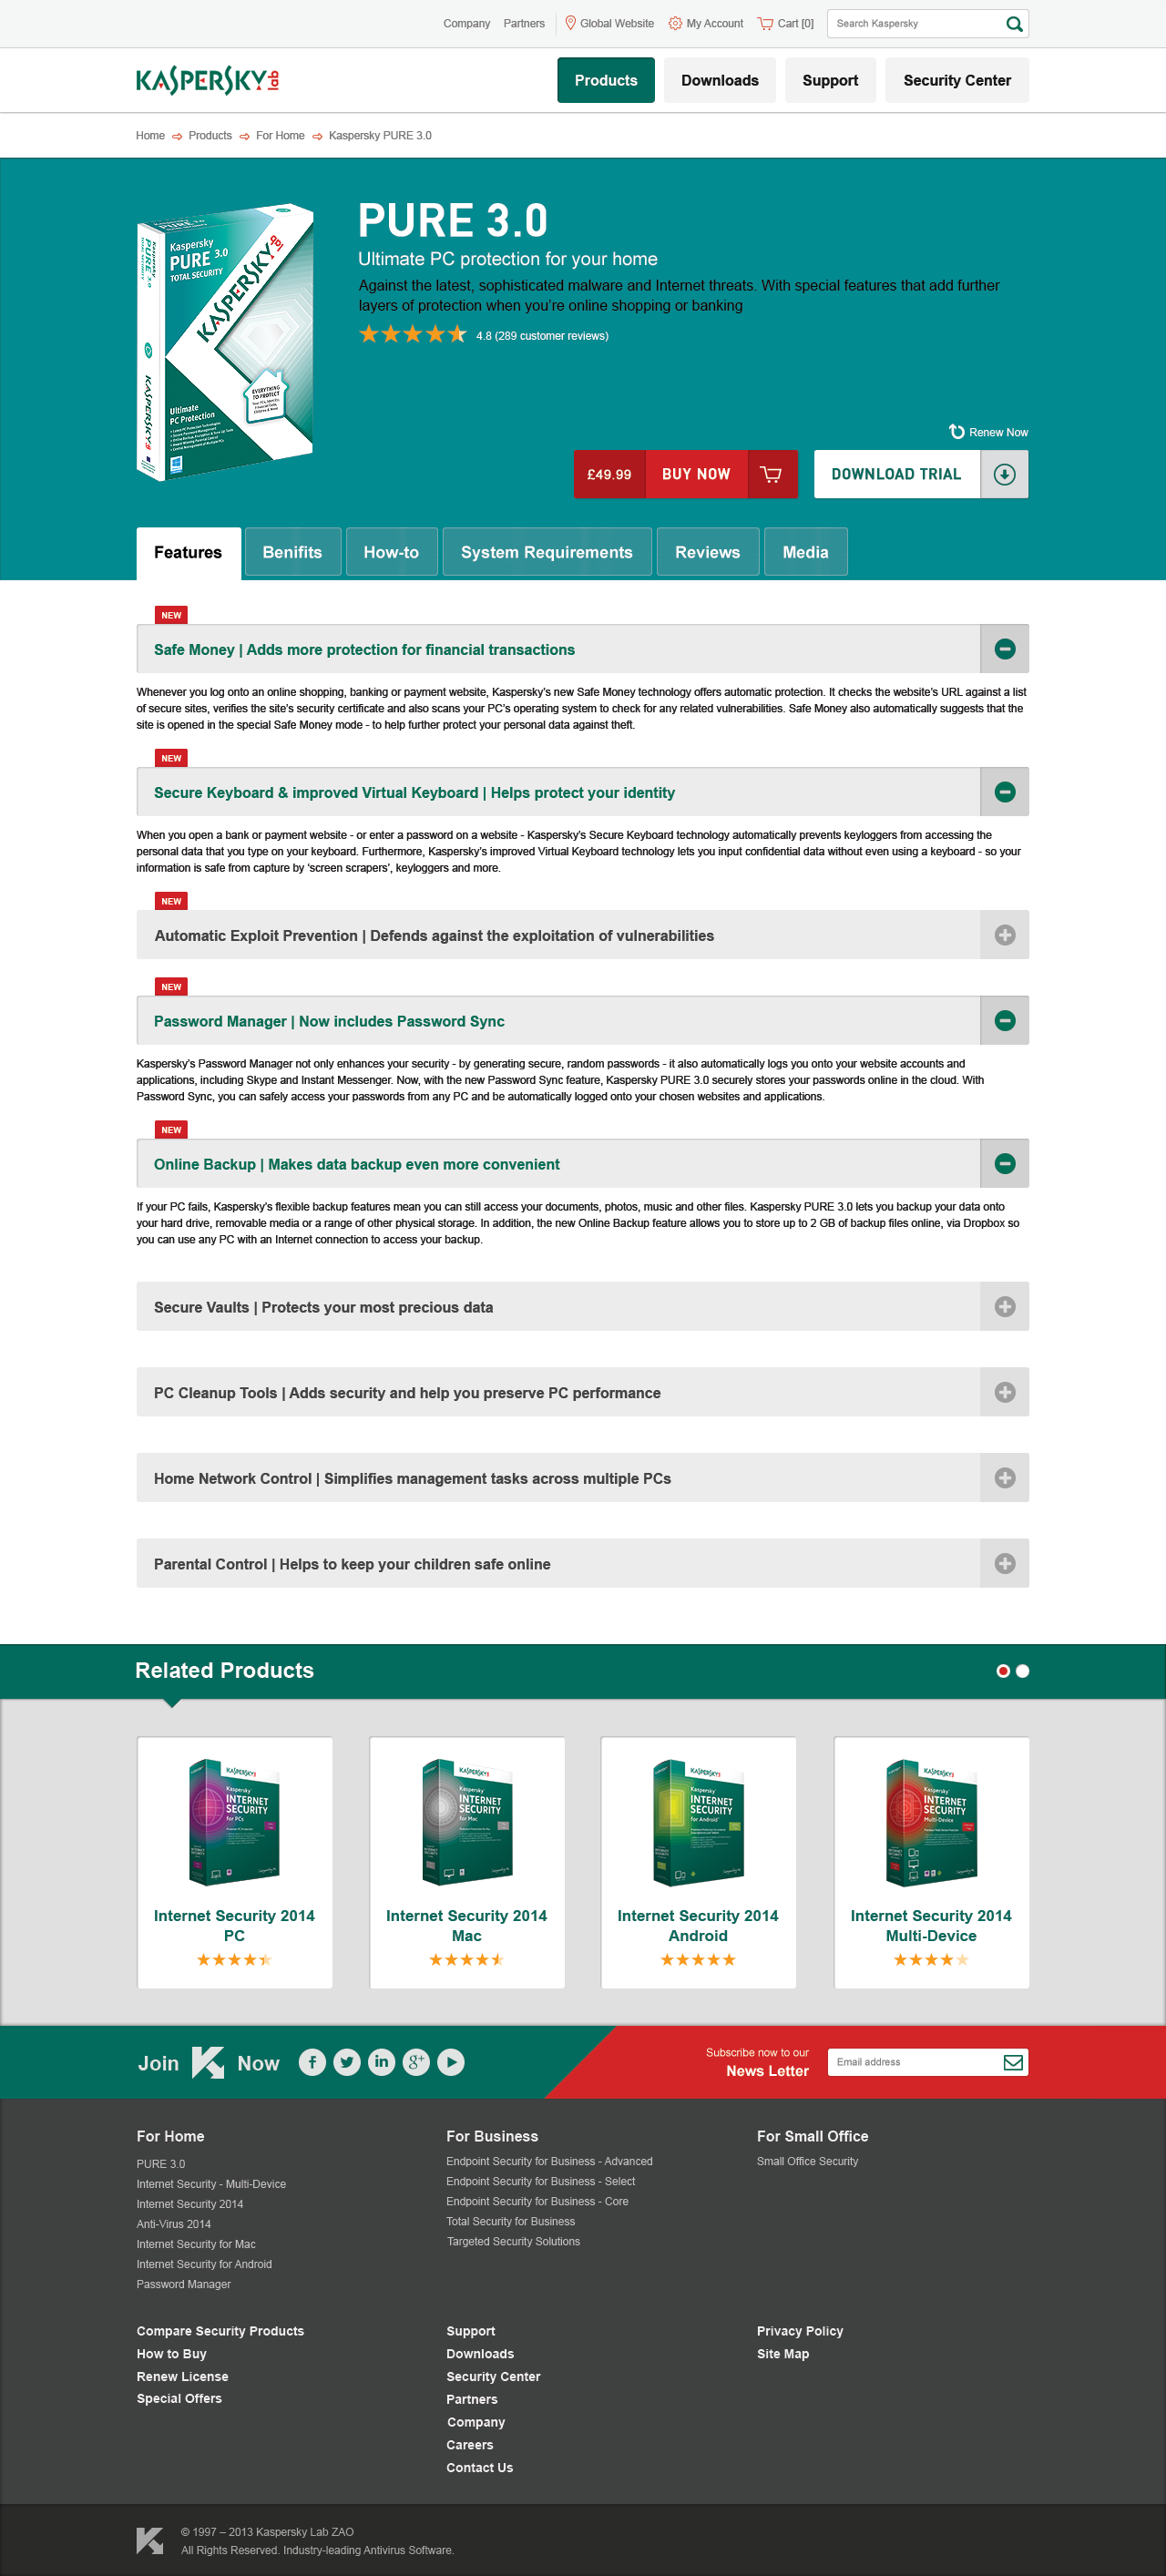 Company Partners Global Website My Account Cart [0] Search Kaspersky
KASPERSKY lab
Products Downloads Support Security Center
Home Products For Home Kaspersky PURE 3.0
PURE 3.0
Ultimate PC protection for your home
Against the latest, sophisticated malware and Internet threats. With special features that add further
layers of protection when you’re online shopping or banking
4.8 (289 customer reviews)
Kaspersky
PURE 3.0
TOTAL SECURITY
KASPERSKY lab
EVERYTHING
TO PROTECT
Ultimate
PC Protection
Renew Now
£49.99 BUY NOW DOWNLOAD TRIAL
Features Benifits How-to System Requirements Reviews Media
NEW
Safe Money | Adds more protection for financial transactions
Whenever you log onto an online shopping, banking or payment website, Kaspersky’s new Safe Money technology offers automatic protection. It checks the website’s URL against a list
of secure sites, verifies the site’s security certificate and also scans your PC’s operating system to check for any related vulnerabilities. Safe Money also automatically suggests that the
site is opened in the special Safe Money mode - to help further protect your personal data against theft.
NEW
Secure Keyboard & improved Virtual Keyboard | Helps protect your identity
When you open a bank or payment website - or enter a password on a website - Kaspersky’s Secure Keyboard technology automatically prevents keyloggers from accessing the
personal data that you type on your keyboard. Furthermore, Kaspersky’s improved Virtual Keyboard technology lets you input confidential data without even using a keyboard - so your
information is safe from capture by ‘screen scrapers’, keyloggers and more.
NEW
Automatic Exploit Prevention | Defends against the exploitation of vulnerabilities
NEW
Password Manager | Now includes Password Sync
Kaspersky’s Password Manager not only enhances your security - by generating secure, random passwords - it also automatically logs you onto your website accounts and
applications, including Skype and Instant Messenger. Now, with the new Password Sync feature, Kaspersky PURE 3.0 securely stores your passwords online in the cloud. With
Password Sync, you can safely access your passwords from any PC and be automatically logged onto your chosen websites and applications.
NEW
Online Backup | Makes data backup even more convenient
If your PC fails, Kaspersky’s flexible backup features mean you can still access your documents, photos, music and other files. Kaspersky PURE 3.0 lets you backup your data onto
your hard drive, removable media or a range of other physical storage. In addition, the new Online Backup feature allows you to store up to 2 GB of backup files online, via Dropbox so
you can use any PC with an Internet connection to access your backup.
Secure Vaults | Protects your most precious data
PC Cleanup Tools | Adds security and help you preserve PC performance
Home Network Control | Simplifies management tasks across multiple PCs
Parental Control | Helps to keep your children safe online
Related Products
KASPERSKY
Kaspersky
INTERNET
SECURITY
for PCs
KASPERSKY
Kaspersky
INTERNET
SECURITY
for Mac
KASPERSKY
Kaspersky
INTERNET
SECURITY
for Android
KASPERSKY
Kaspersky
INTERNET
SECURITY
Multi-Device
Internet Security 2014
PC
Internet Security 2014
Mac
Internet Security 2014
Android
Internet Security 2014
Multi-Device
Join K Now
Subscribe now to our
News Letter
Email address
For Home
PURE 3.0
Internet Security - Multi-Device
Internet Security 2014
Anti-Virus 2014
Internet Security for Mac
Internet Security for Android
Password Manager
For Business
Endpoint Security for Business - Advanced
Endpoint Security for Business - Select
Endpoint Security for Business - Core
Total Security for Business
Targeted Security Solutions
For Small Office
Small Office Security
Compare Security Products
How to Buy
Renew License
Special Offers
Support
Downloads
Security Center
Partners
Company
Careers
Contact Us
Privacy Policy
Site Map
© 1997 – 2013 Kaspersky Lab ZAO
All Rights Reserved. Industry-leading Antivirus Software.